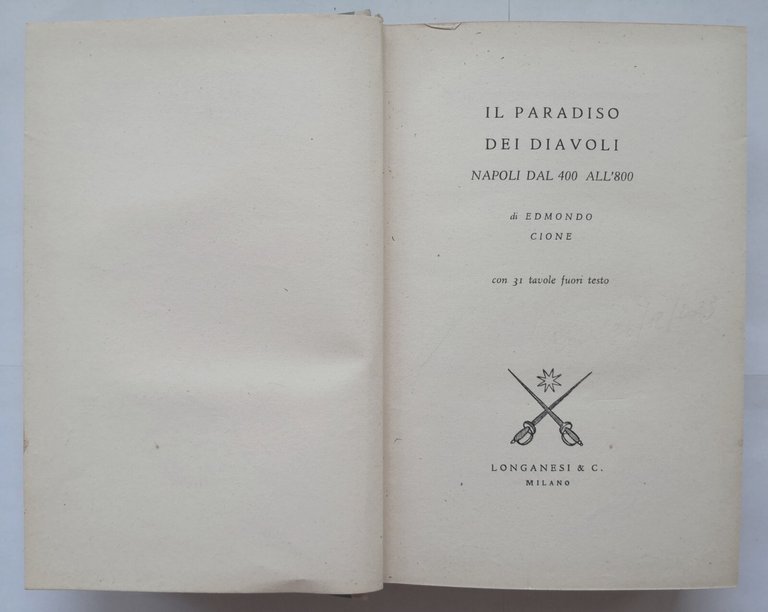 IL PARADISO
DEI DIAVOLI
NAPOLI DAL 400 ALL'800
di EDMONDO
CIONE
con 31 tavole fuori testo
LONGANESI & C.
MILANO